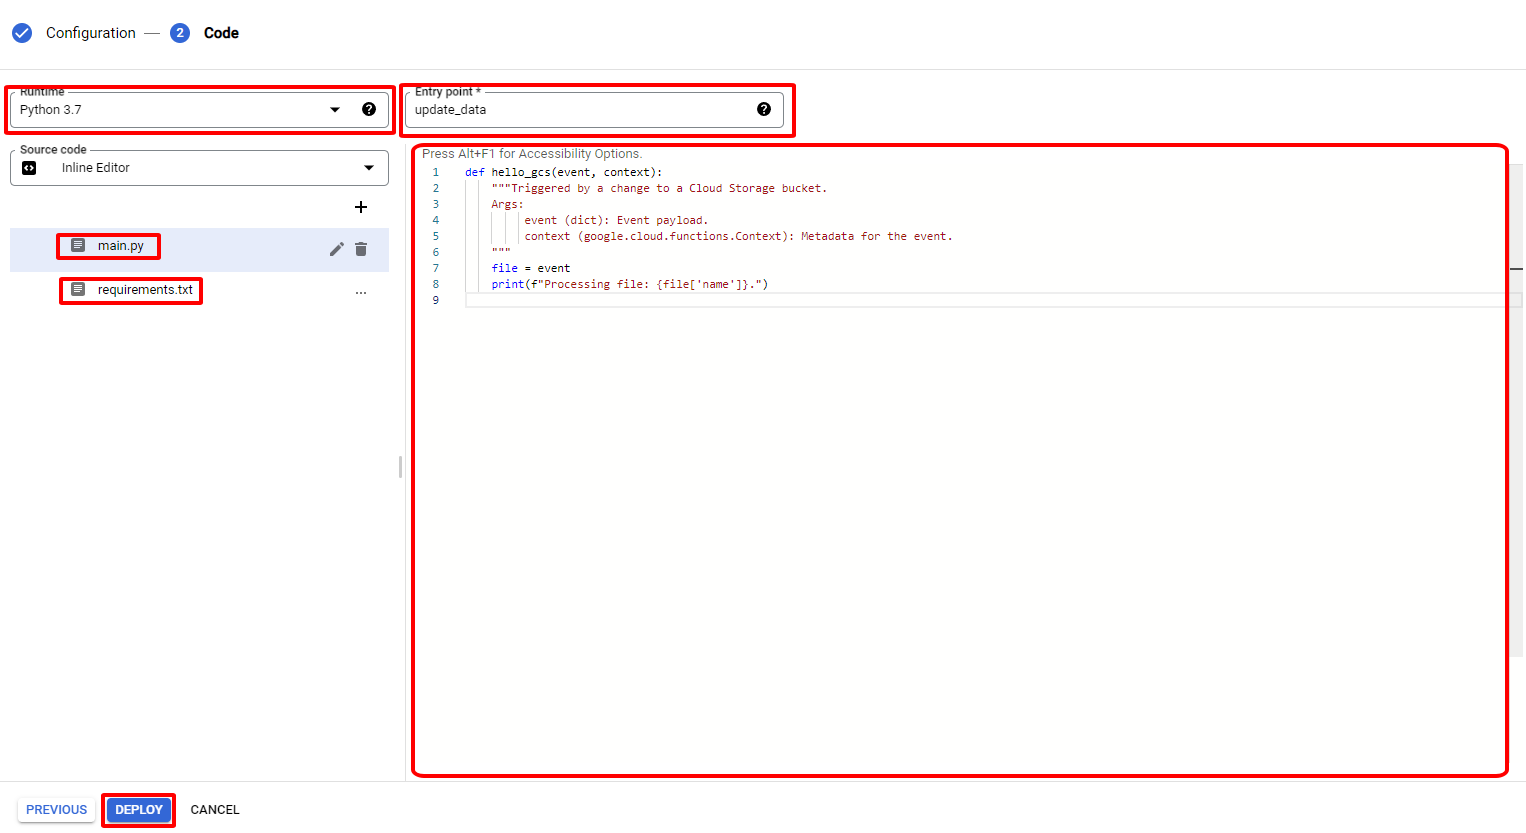 Configuration — 2 Code
Runtime
Python 3.7
Entry point *
update_data
Source code
Inline Editor
main.py
requirements.txt
...
Press Alt+F1 for Accessibility Options.
1 def hello_gcs(event, context):
2 """Triggered by a change to a Cloud Storage bucket.
3 Args:
4 event (dict): Event payload.
5 context (google.cloud.functions.Context): Metadata for the event.
6 """
7 file = event
8 print(f"Processing file: {file['name']}.")
9
PREVIOUS DEPLOY CANCEL